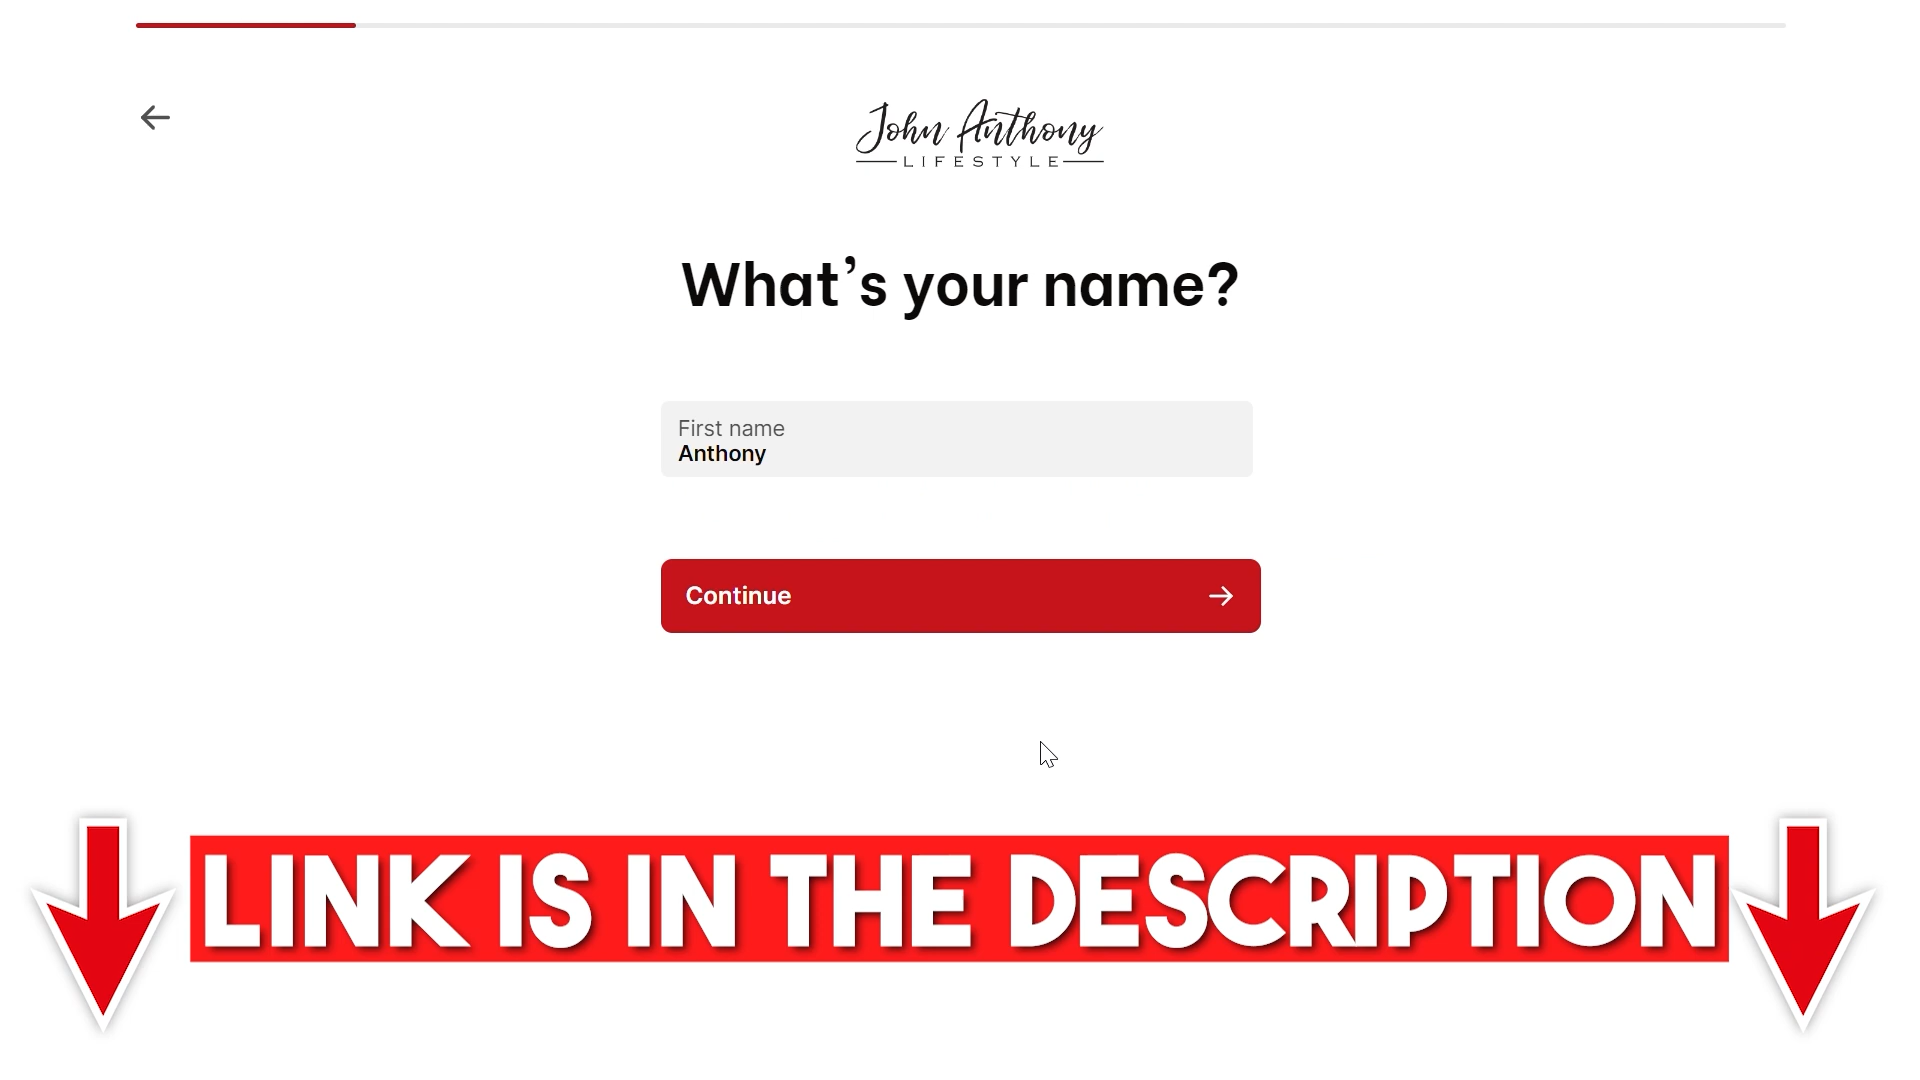 John Anthony
LIFESTYLE
What’s your name?
First name
Anthony
Continue
LINK IS IN THE DESCRIPTION